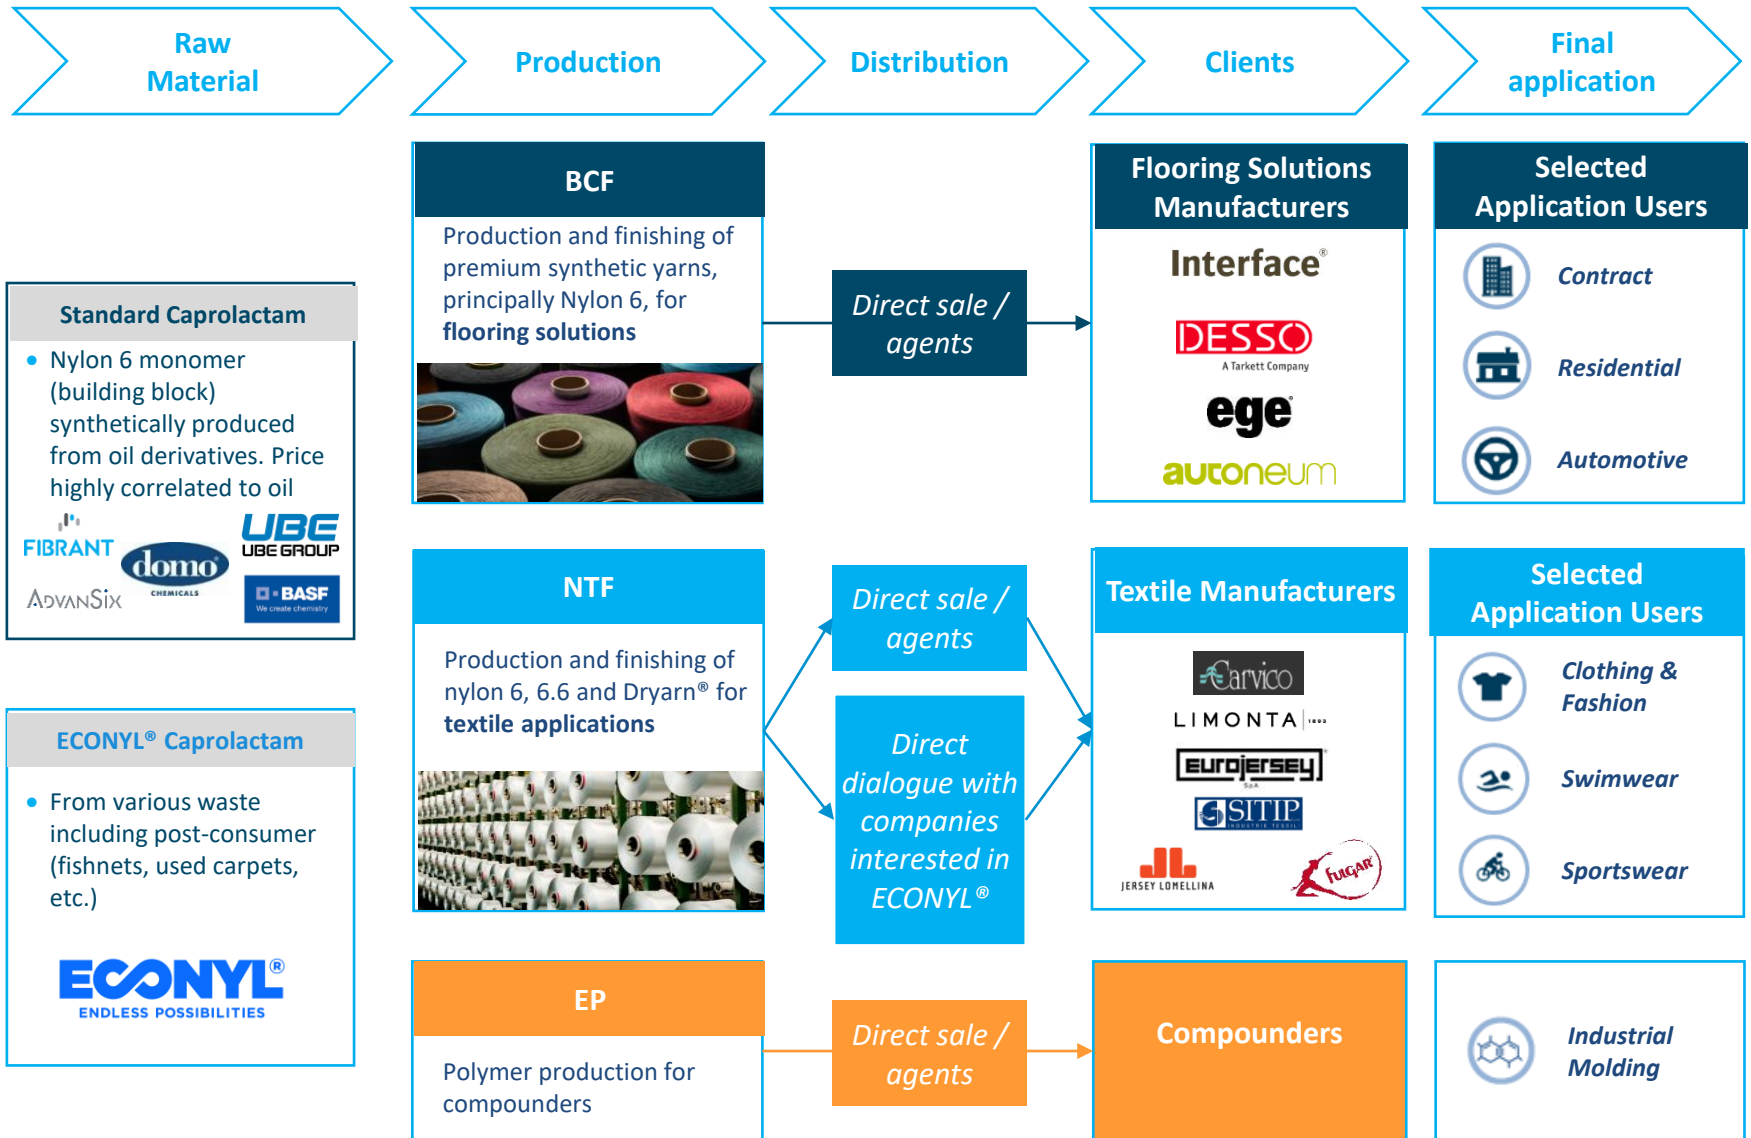 Raw
Material
Production
Distribution
Clients
Final
application
Standard Caprolactam
• Nylon 6 monomer
(building block)
synthetically produced
from oil derivatives. Price
highly correlated to oil
FIBRANT
domo
CHEMICALS
UBE
UBE GROUP
ADVANSIX
BASF
We create chemistry
ECONYL® Caprolactam
• From various waste
including post-consumer
(fishnets, used carpets,
etc.)
ECONYL®
ENDLESS POSSIBILITIES
BCF
Production and finishing of
premium synthetic yarns,
principally Nylon 6, for
flooring solutions
Direct sale /
agents
Flooring Solutions
Manufacturers
Interface®
DESSO
A Tarkett Company
ege
autoneum
Selected
Application Users
Contract
Residential
Automotive
NTF
Production and finishing of
nylon 6, 6.6 and Dryarn® for
textile applications
Direct sale /
agents
Direct
dialogue with
companies
interested in
ECONYL®
Textile Manufacturers
Carvico
LIMONTA
eurojersey
S.p.A.
SITIP
INDUSTRIE TESSILI
JERSEY LOMELLINA
FULGAR
Selected
Application Users
Clothing &
Fashion
Swimwear
Sportswear
EP
Polymer production for
compounders
Direct sale /
agents
Compounders
Industrial
Molding